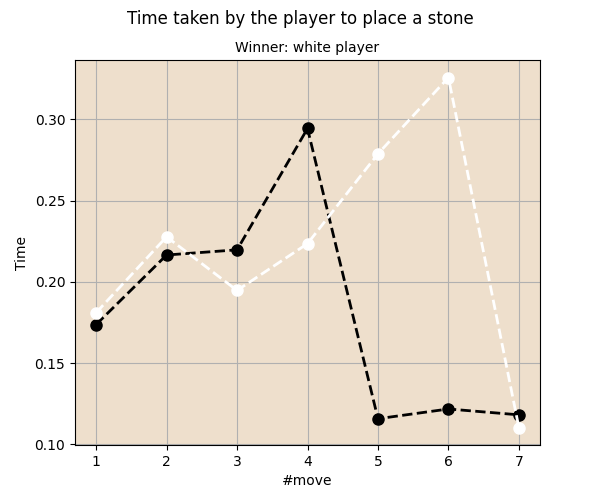 Time taken by the player to place a stone
Winner: white player
0.30
0.25
0.20
0.15
0.10
Time
1 2 3 4 5 6 7
#move